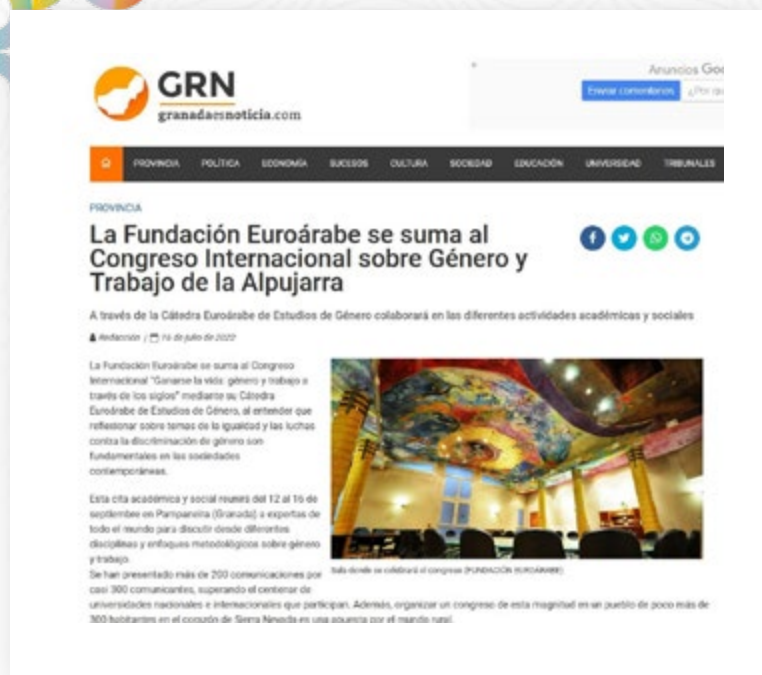 GRN
granadaesnoticia.com
Anuncios Goo
Enviar comentarios
¿Por qu
PROVINCIA POLÍTICA ECONOMÍA SUCESOS CULTURA SOCIEDAD EDUCACIÓN UNIVERSIDAD TRIBUNALES
PROVINCIA
La Fundación Euroárabe se suma al
Congreso Internacional sobre Género y
Trabajo de la Alpujarra
A través de la Cátedra Euroárabe de Estudios de Género colaborará en las diferentes actividades académicas y sociales
Redacción | 16 de julio de 2022
La Fundación Euroárabe se suma al Congreso
Internacional "Ganarse la vida: género y trabajo a
través de los siglos" mediante su Cátedra
Euroárabe de Estudios de Género, al entender que
reflexionar sobre temas de la igualdad y las luchas
contra la discriminación de género son
fundamentales en las sociedades
contemporáneas.
Esta cita académica y social reunirá del 12 al 16 de
septiembre en Pampaneira (Granada) a expertas de
todo el mundo para discutir desde diferentes
disciplinas y enfoques metodológicos sobre género
y trabajo.
Sala donde se celebrará el congreso (FUNDACIÓN EUROÁRABE)
Se han presentado más de 200 comunicaciones por
casi 300 comunicantes, superando el centenar de
universidades nacionales e internacionales que participan. Además, organizar un congreso de esta magnitud en un pueblo de poco más de
300 habitantes en el corazón de Sierra Nevada es una apuesta por el mundo rural.